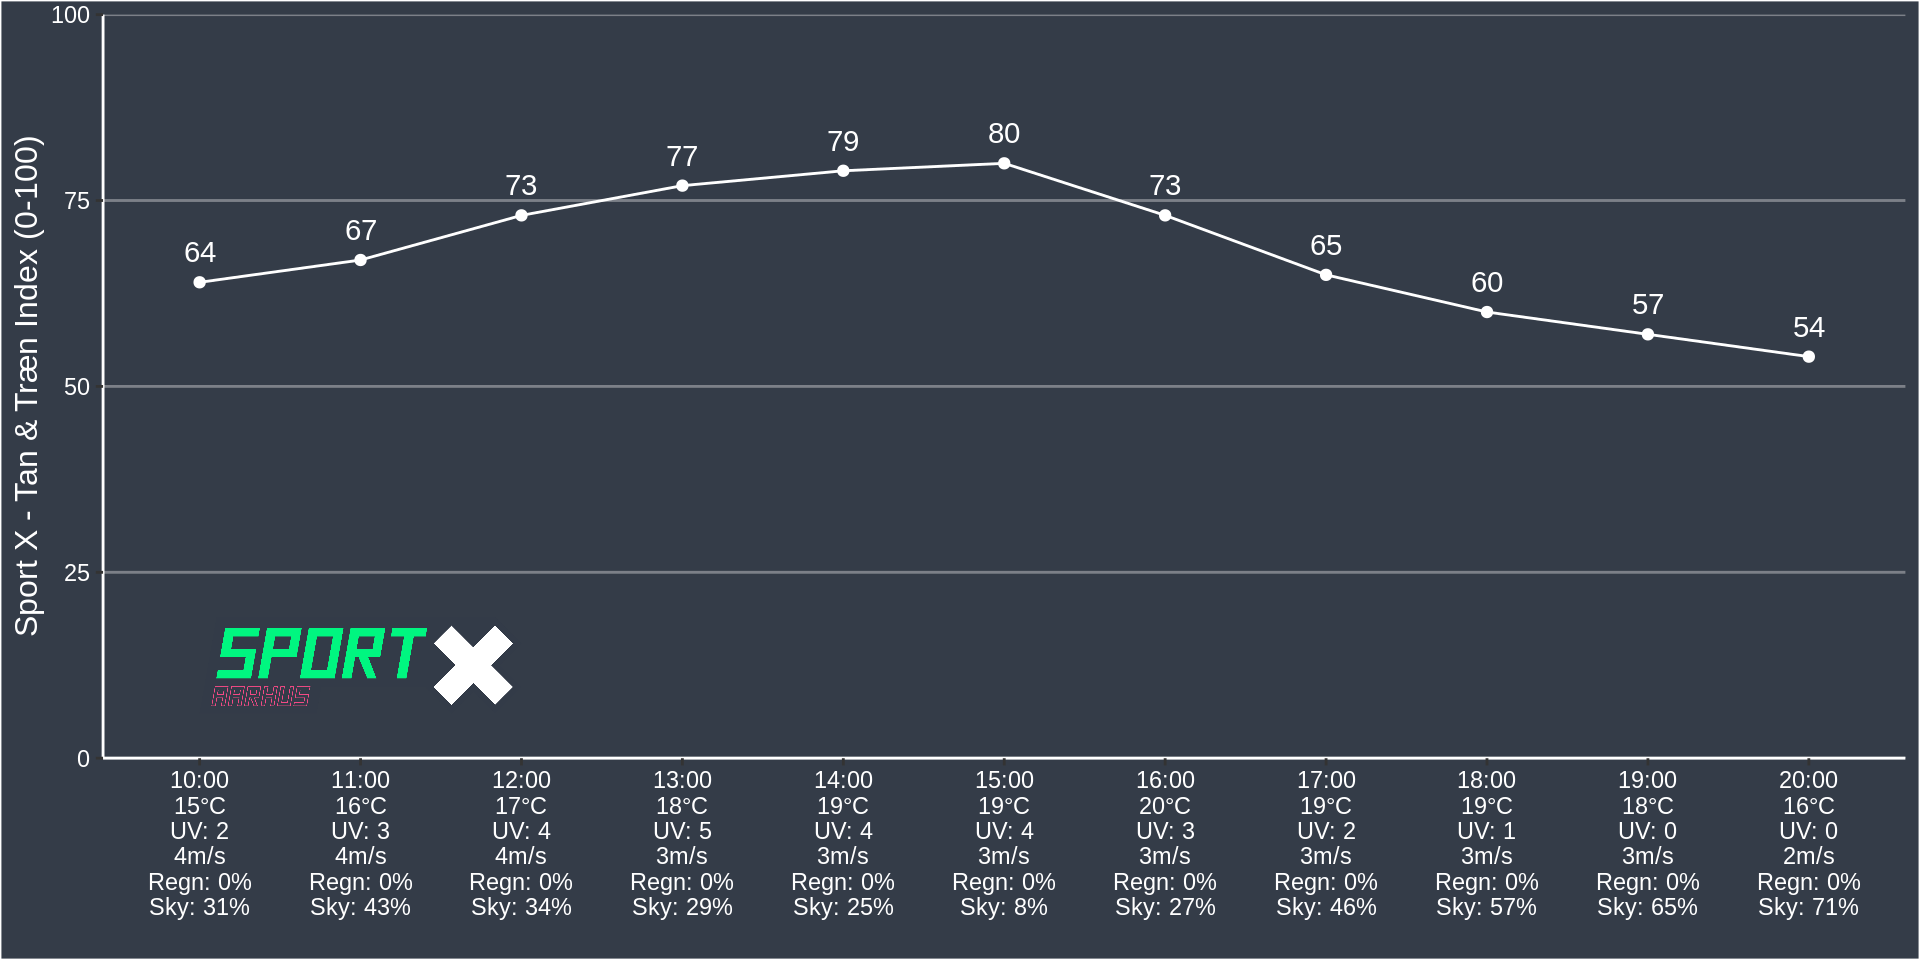 Sport X - Tan & Træn Index (0-100)
100
75
50
25
0
64
67
73
77
79
80
73
65
60
57
54
SPORT X
AARHUS
10:00 11:00 12:00 13:00 14:00 15:00 16:00 17:00 18:00 19:00 20:00
15°C 16°C 17°C 18°C 19°C 19°C 20°C 19°C 19°C 18°C 16°C
UV: 2 UV: 3 UV: 4 UV: 5 UV: 4 UV: 4 UV: 3 UV: 2 UV: 1 UV: 0 UV: 0
4m/s 4m/s 4m/s 3m/s 3m/s 3m/s 3m/s 3m/s 3m/s 3m/s 2m/s
Regn: 0% Regn: 0% Regn: 0% Regn: 0% Regn: 0% Regn: 0% Regn: 0% Regn: 0% Regn: 0% Regn: 0% Regn: 0%
Sky: 31% Sky: 43% Sky: 34% Sky: 29% Sky: 25% Sky: 8% Sky: 27% Sky: 46% Sky: 57% Sky: 65% Sky: 71%